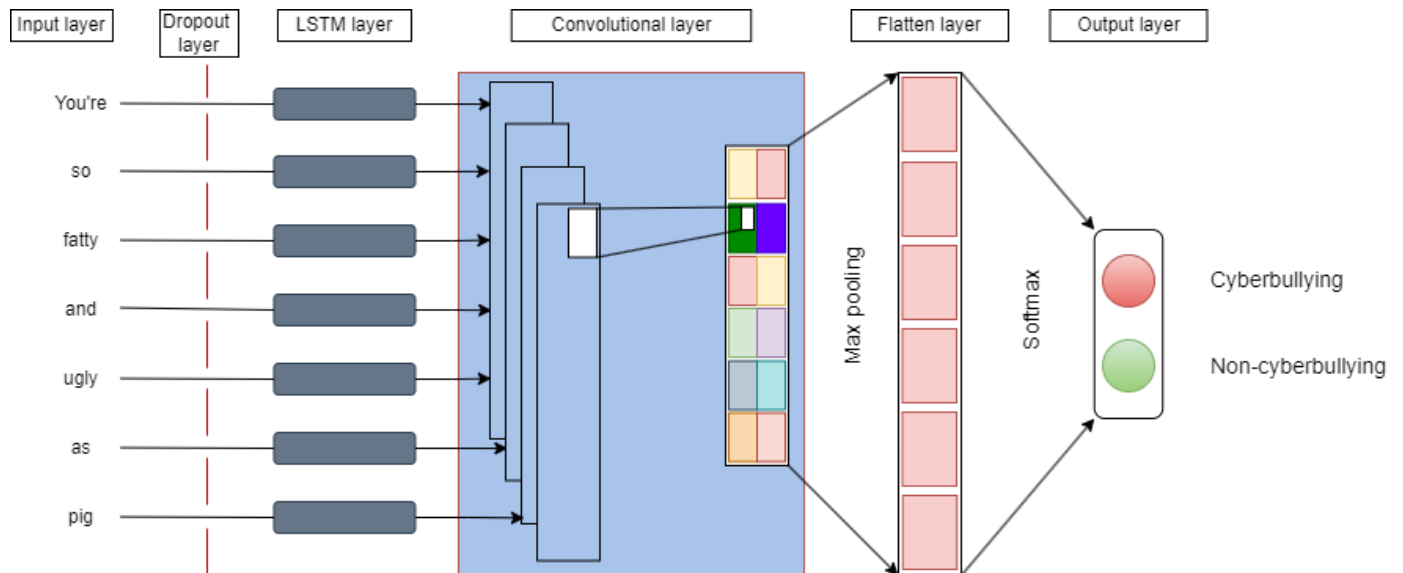 Input layer
Dropout
layer
LSTM layer
Convolutional layer
Flatten layer
Output layer
You're
so
fatty
and
ugly
as
pig
Max pooling
Softmax
Cyberbullying
Non-cyberbullying